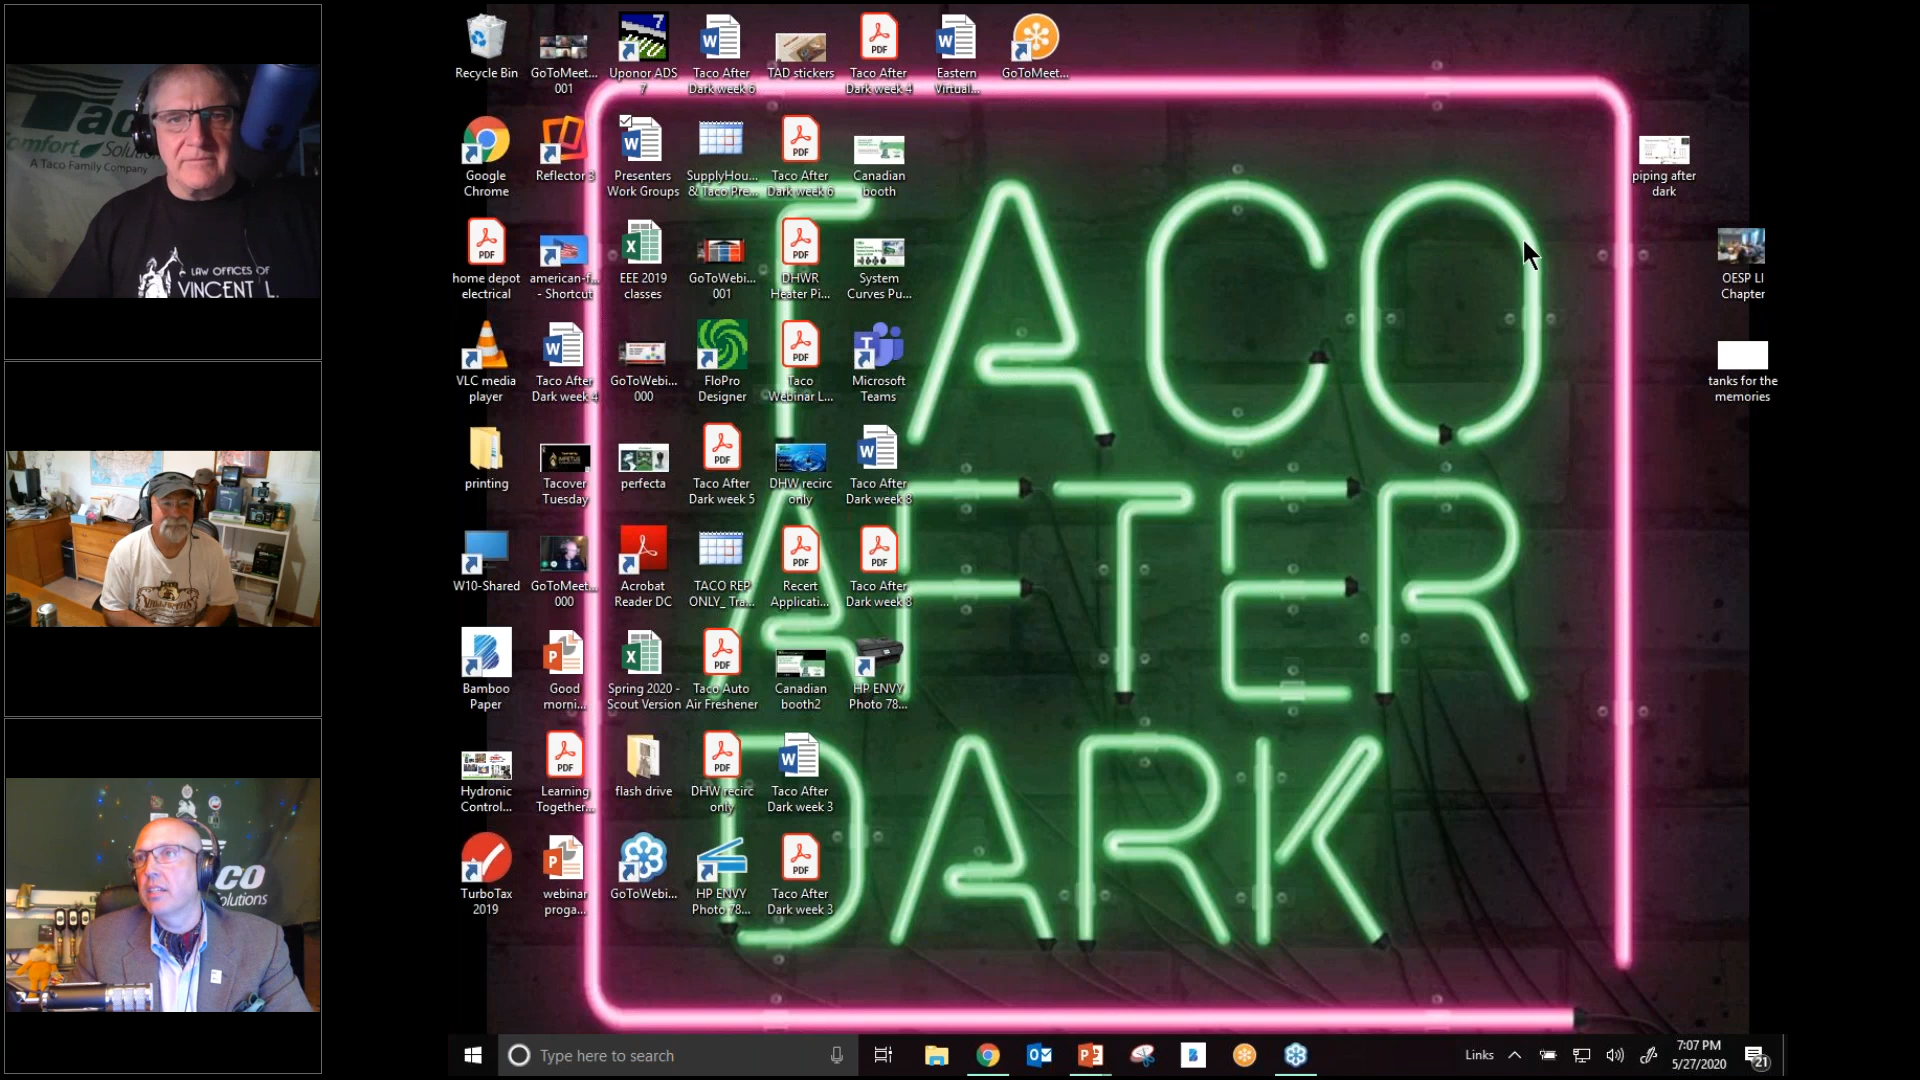 Taco
Comfort Solutio
A Taco Family Company
LAW OFFICES OF
VINCENT L.
CO
olutions
Recycle Bin
GoToMeet...
001
Uponor ADS
7
Taco After
Dark week 6
TAD stickers
Taco After
Dark week 4
Eastern
Virtual...
GoToMeet...
Google
Chrome
Reflector 3
Presenters
Work Groups
SupplyHou...
& Taco Pre...
Taco After
Dark week 6
Canadian
booth
piping after
dark
home depot
electrical
american-f...
- Shortcut
EEE 2019
classes
GoToWebi...
001
DHWR
Heater Pi...
System
Curves Pu...
OESP LI
Chapter
VLC media
player
Taco After
Dark week 4
GoToWebi...
000
FloPro
Designer
Taco
Webinar L...
Microsoft
Teams
tanks for the
memories
printing
Tacover
Tuesday
perfecta
Taco After
Dark week 5
DHW recirc
only
Taco After
Dark week 8
W10-Shared
GoToMeet...
000
Acrobat
Reader DC
TACO REP
ONLY_ Tra...
Recert
Applicati...
Taco After
Dark week 8
Bamboo
Paper
Good
morni...
Spring 2020 -
Scout Version
Taco Auto
Air Freshener
Canadian
booth2
HP ENVY
Photo 78...
Hydronic
Control...
Learning
Together...
flash drive
DHW recirc
only
Taco After
Dark week 3
TurboTax
2019
webinar
proga...
GoToWebi...
HP ENVY
Photo 78...
Taco After
Dark week 3
TACO
AFTER
DARK
Type here to search
Links
7:07 PM
5/27/2020
21